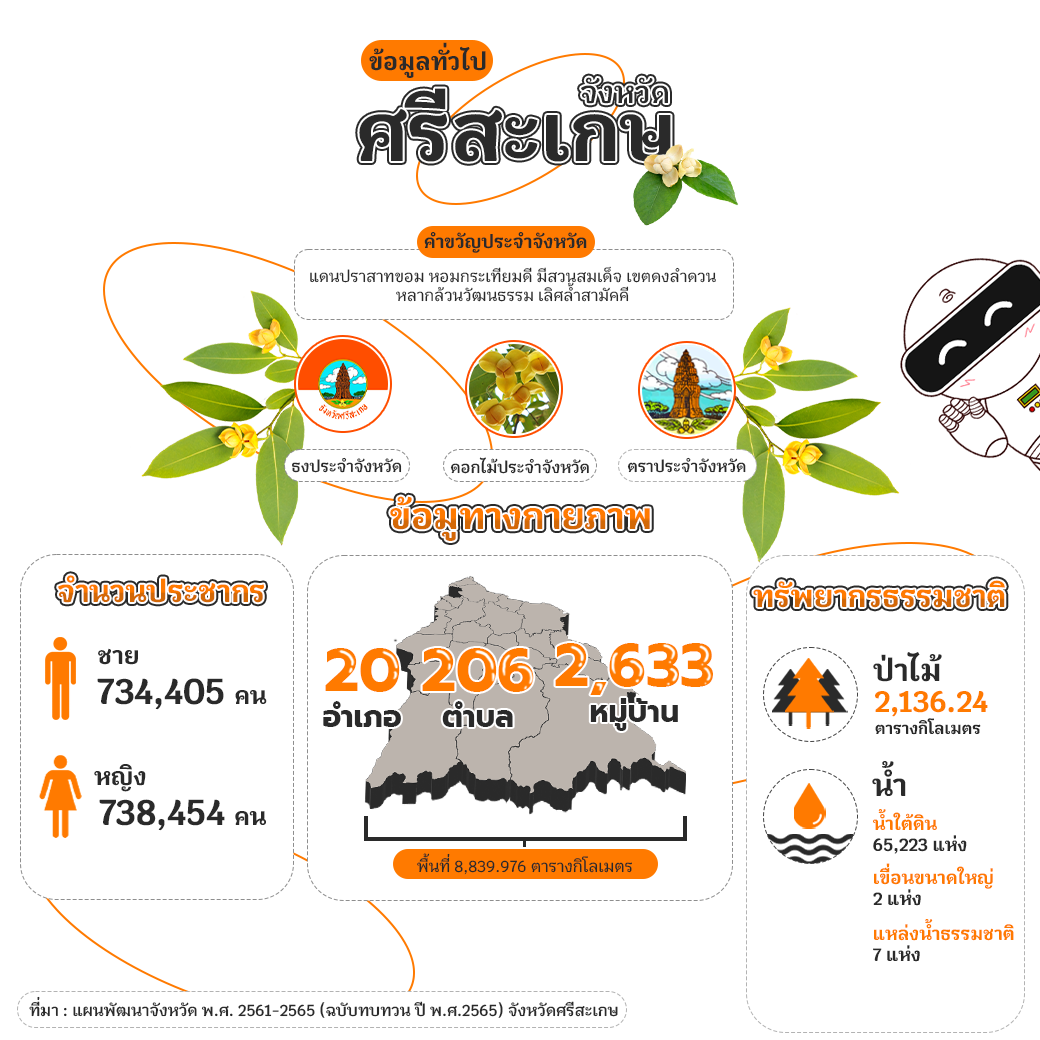 ข้อมูลทั่วไป
จังหวัด
ศรีสะเกษ
คำขวัญประจำจังหวัด
แดนปราสาทขอม หอมกระเทียมดี มีสวนสมเด็จ เขตดงลำดวน
หลากล้วนวัฒนธรรม เลิศล้ำสามัคคี
จังหวัดศรีสะเกษ
ธงประจำจังหวัด
ดอกไม้ประจำจังหวัด
ตราประจำจังหวัด
ข้อมูทางกายภาพ
จำนวนประชากร
ชาย
734,405 คน
หญิง
738,454 คน
20 206 2,633
อำเภอ ตำบล หมู่บ้าน
พื้นที่ 8,839.976 ตารางกิโลเมตร
ทรัพยากรธรรมชาติ
ป่าไม้
2,136.24
ตารางกิโลเมตร
น้ำ
น้ำใต้ดิน
65,223 แห่ง
เขื่อนขนาดใหญ่
2 แห่ง
แหล่งน้ำธรรมชาติ
7 แห่ง
ที่มา : แผนพัฒนาจังหวัด พ.ศ. 2561-2565 (ฉบับทบทวน ปี พ.ศ.2565) จังหวัดศรีสะเกษ